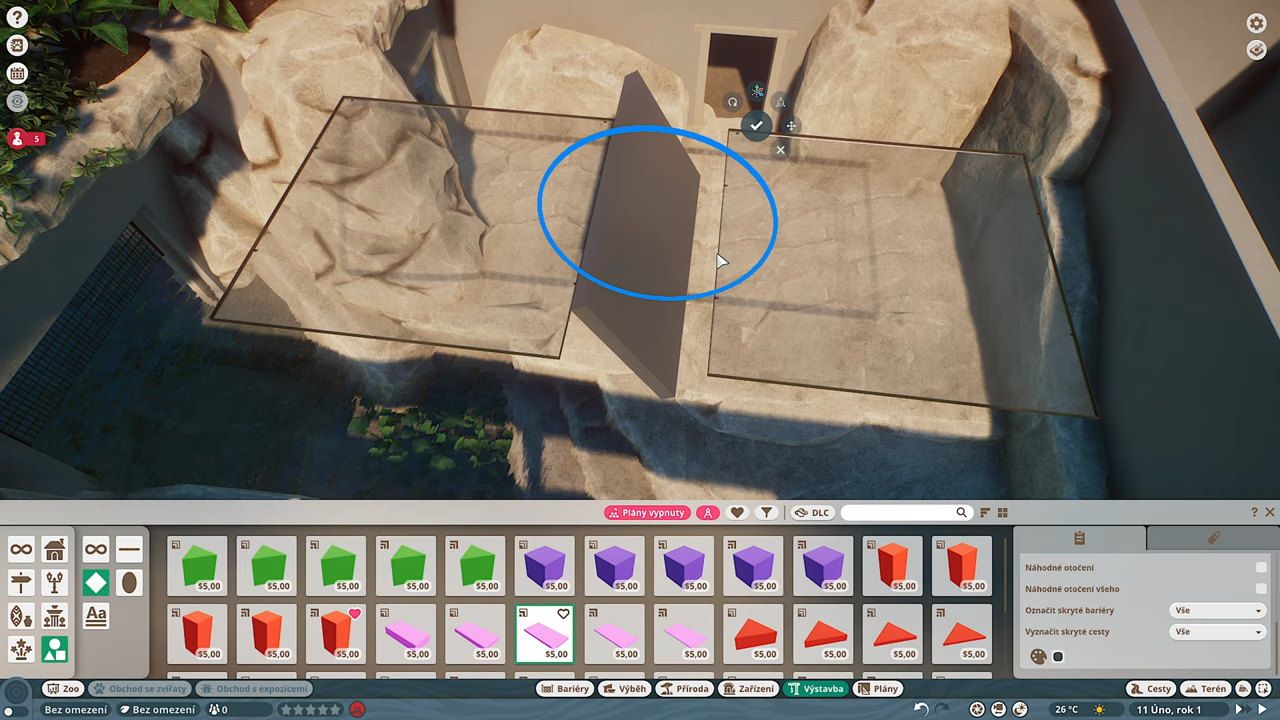 ?
5
Plány vypnuty DLC ? ✕
$5,00 $5,00 $5,00 $5,00 $5,00 $5,00 $5,00 $5,00 $5,00 $5,00 $5,00 $5,00
$5,00 $5,00 $5,00 $5,00 $5,00 $5,00 $5,00 $5,00 $5,00 $5,00 $5,00 $5,00
Aa
Náhodné otočení
Náhodné otočení všeho
Označit skryté bariéry Vše
Vyznačit skryté cesty Vše
Zoo Obchod se zvířaty Obchod s expozicemi Bariéry Výběh Příroda Zařízení Výstavba Plány Cesty Terén
Bez omezení Bez omezení 0 26 °C 11 Úno, rok 1